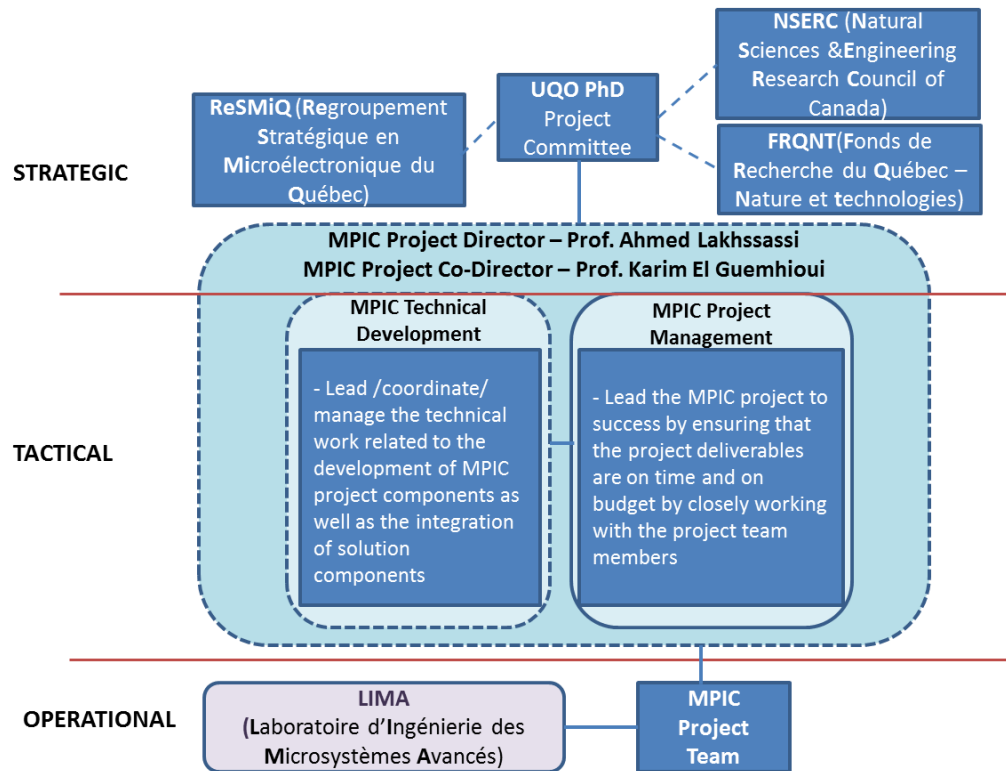 NSERC (Natural
Sciences &Engineering
Research Council of
Canada)
UQO PhD
Project
Committee
ReSMiQ (Regroupement
Stratégique en
Microélectronique du
Québec)
FRQNT(Fonds de
Recherche du Québec –
Nature et technologies)
STRATEGIC
MPIC Project Director – Prof. Ahmed Lakhssassi
MPIC Project Co-Director – Prof. Karim El Guemhioui
MPIC Technical
Development
- Lead /coordinate/
manage the technical
work related to the
development of MPIC
project components as
well as the integration
of solution
components
MPIC Project
Management
- Lead the MPIC project to
success by ensuring that
the project deliverables
are on time and on
budget by closely working
with the project team
members
TACTICAL
OPERATIONAL
LIMA
(Laboratoire d’Ingénierie des
Microsystèmes Avancés)
MPIC
Project
Team